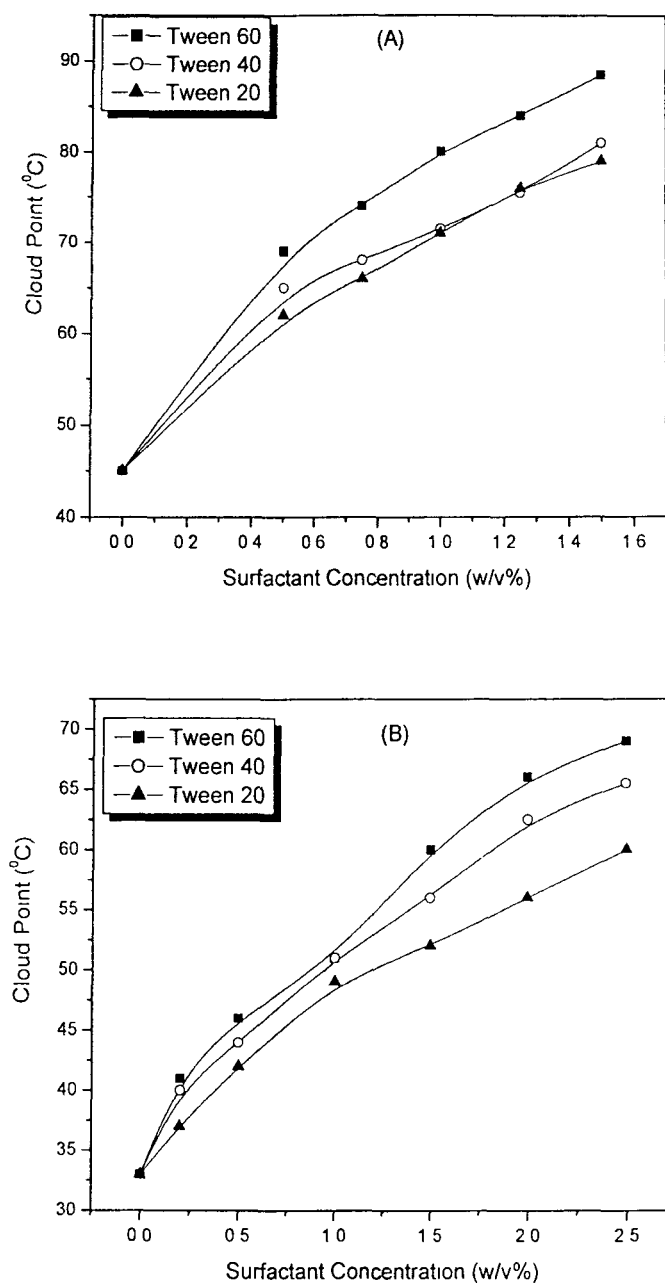 (A)
Tween 60
Tween 40
Tween 20
90
80
70
60
50
40
Cloud Point (⁰C)
0 0 0 2 0 4 0 6 0 8 1 0 1 2 1 4 1 6
Surfactant Concentration (w/v%)
(B)
Tween 60
Tween 40
Tween 20
70
65
60
55
50
45
40
35
30
Cloud Point (⁰C)
0 0 0 5 1 0 1 5 2 0 2 5
Surfactant Concentration (w/v%)